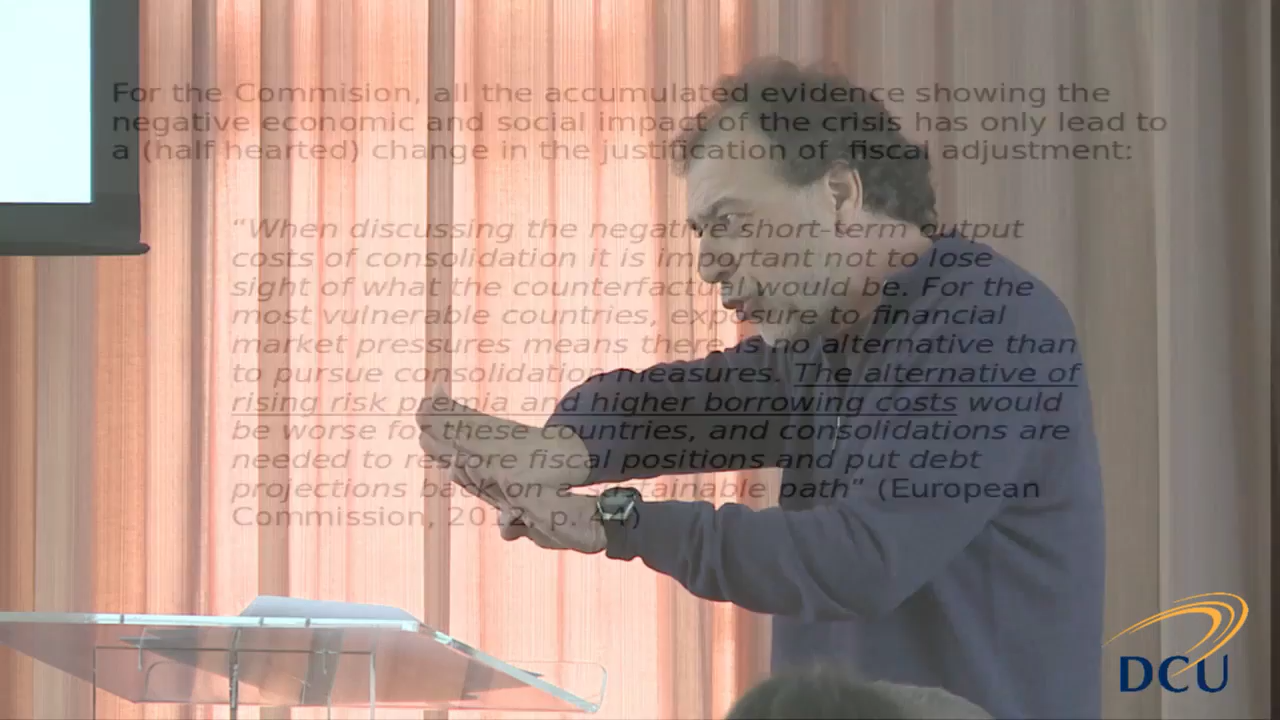 For the Commision, all the accumulated evidence showing the
negative economic and social impact of the crisis has only lead to
a (half hearted) change in the justification of fiscal adjustment:
“When discussing the negative short-term output
costs of consolidation it is important not to lose
sight of what the counterfactual would be. For the
most vulnerable countries, exposure to financial
market pressures means there is no alternative than
to pursue consolidation measures. The alternative of
rising risk premia and higher borrowing costs would
be worse for these countries, and consolidations are
needed to restore fiscal positions and put debt
projections back on sustainable path” (European
Commission, p.
DCU